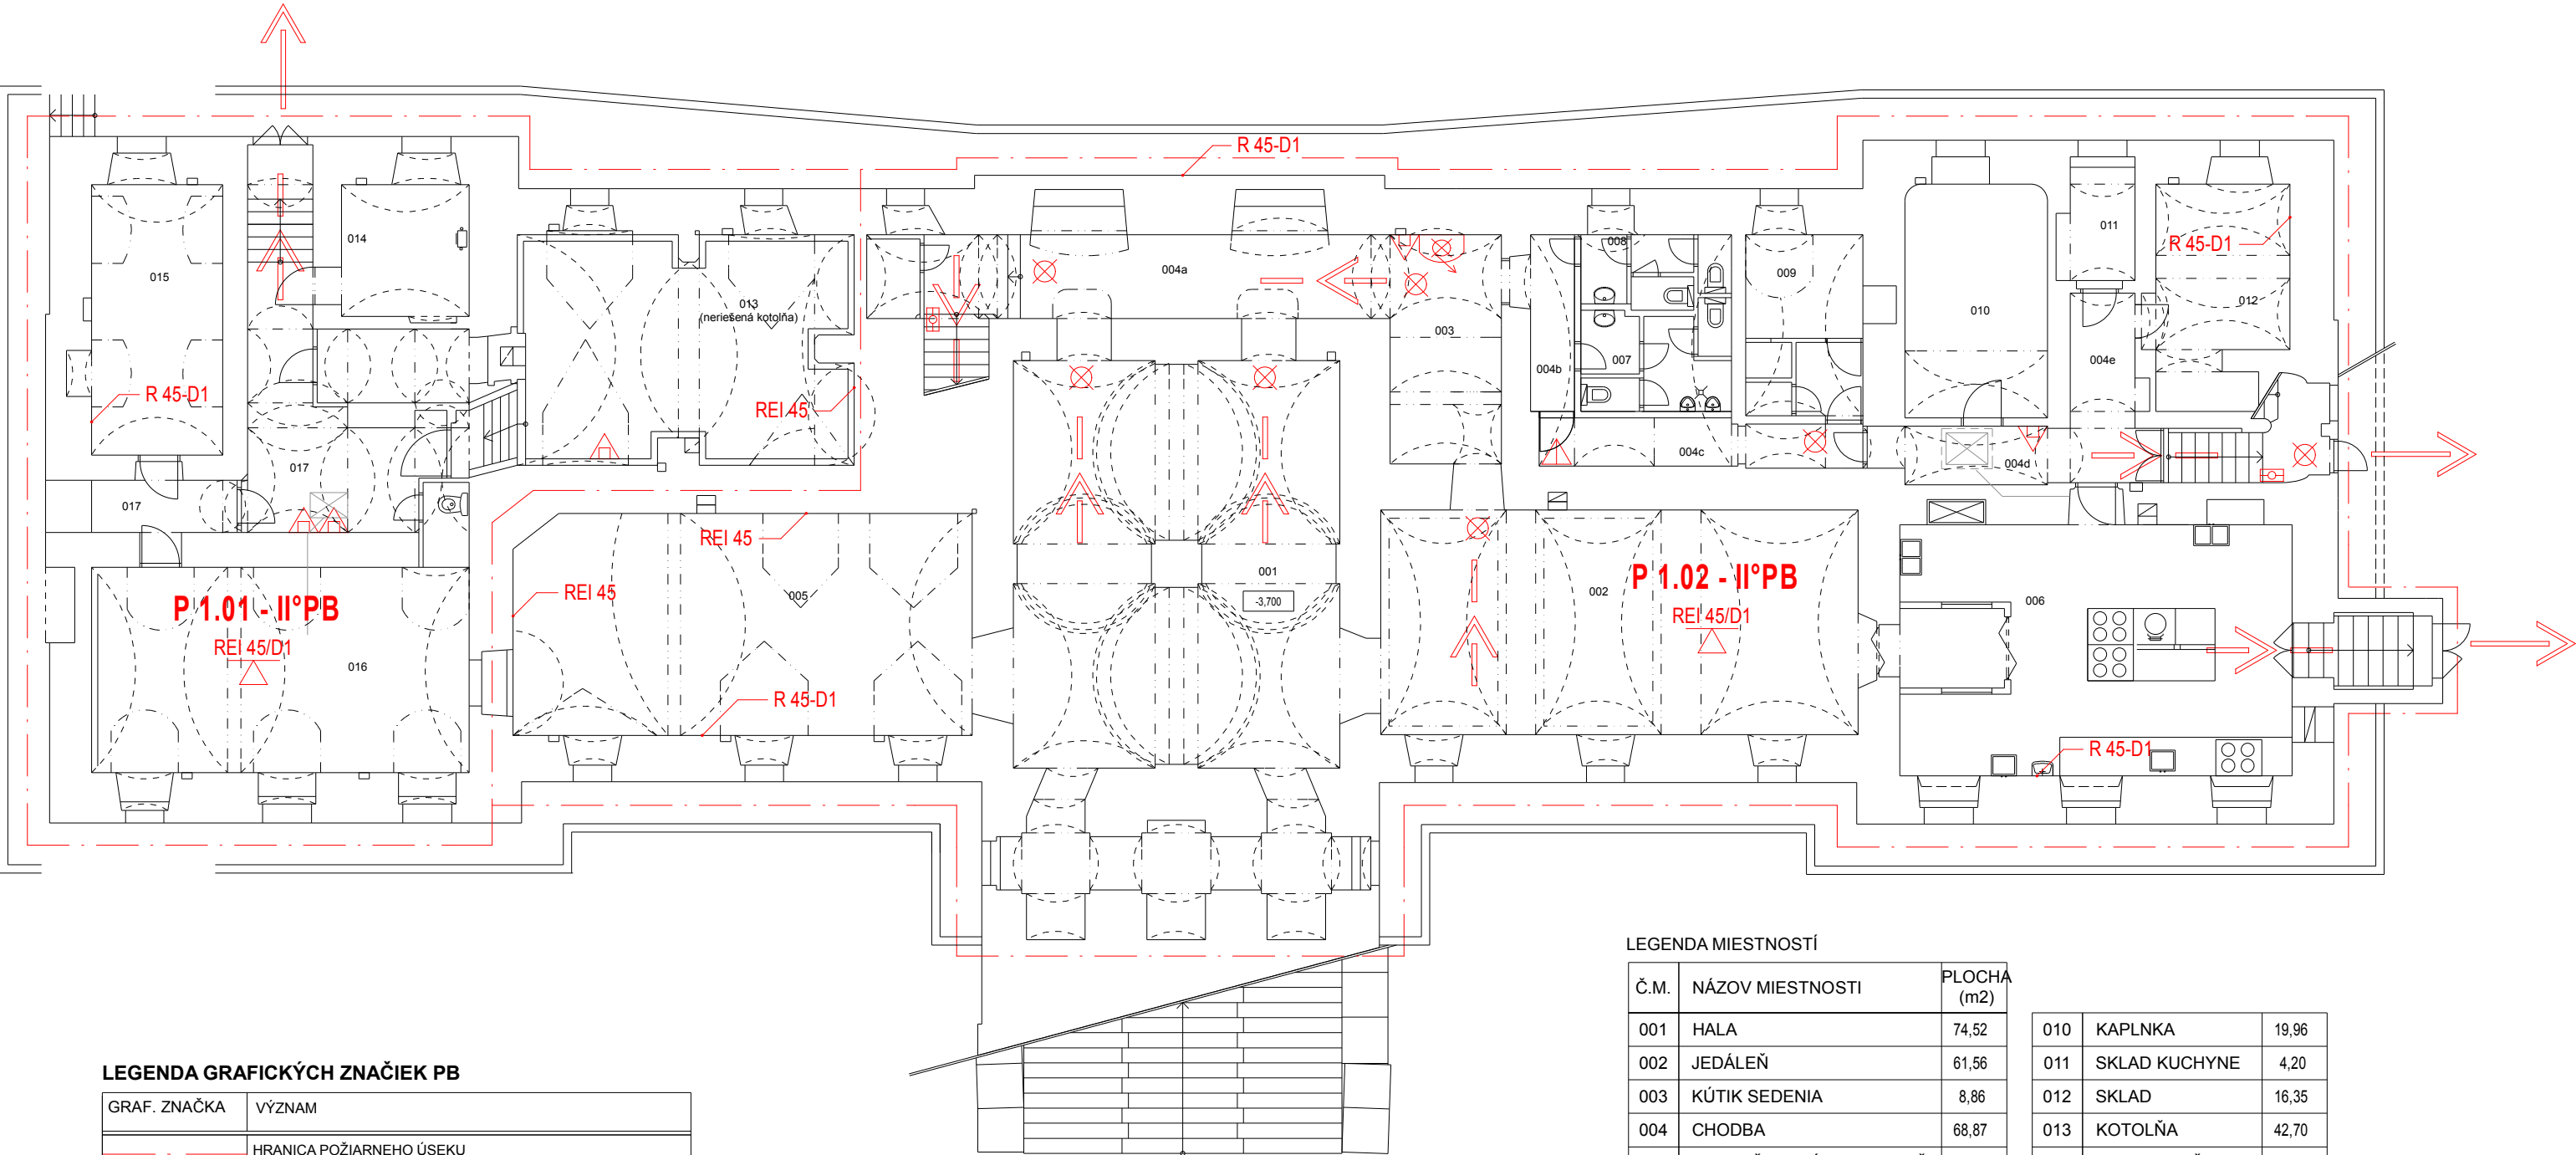 R 45-D1
014
015
004a
008
009
011
R 45-D1
012
013
(neriešená kotolňa)
003
010
007
004b
004e
R 45-D1
REI 45
004c
004d
017
017
REI 45
REI 45
001
-3,700
002
005
006
P 1.01 - II°PB
REI 45/D1
016
P 1.02 - II°PB
REI 45/D1
R 45-D1
R 45-D1
LEGENDA MIESTNOSTÍ
Č.M. NÁZOV MIESTNOSTI PLOCHA
(m2)
001 HALA 74,52
002 JEDÁLEŇ 61,56
003 KÚTIK SEDENIA 8,86
004 CHODBA 68,87
010 KAPLNKA 19,96
011 SKLAD KUCHYNE 4,20
012 SKLAD 16,35
013 KOTOLŇA 42,70
LEGENDA GRAFICKÝCH ZNAČIEK PB
GRAF. ZNAČKA VÝZNAM
HRANICA POŽIARNEHO ÚSEKU